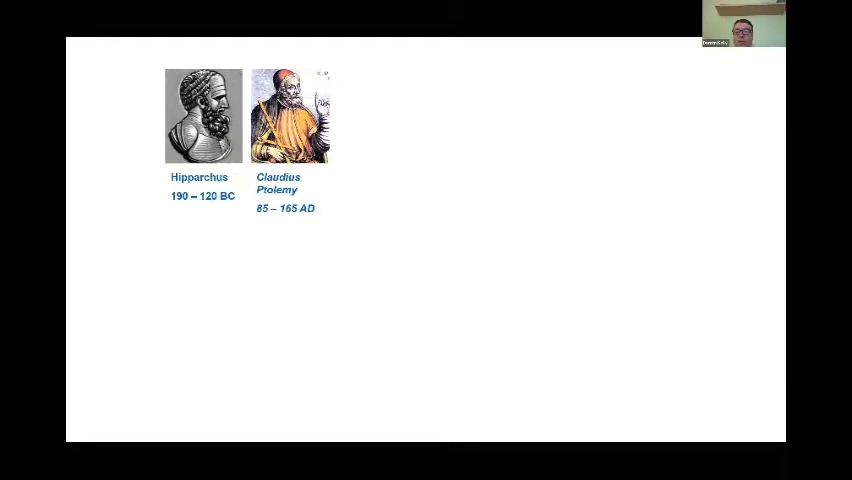 Hipparchus
190 – 120 BC
Claudius
Ptolemy
85 – 165 AD